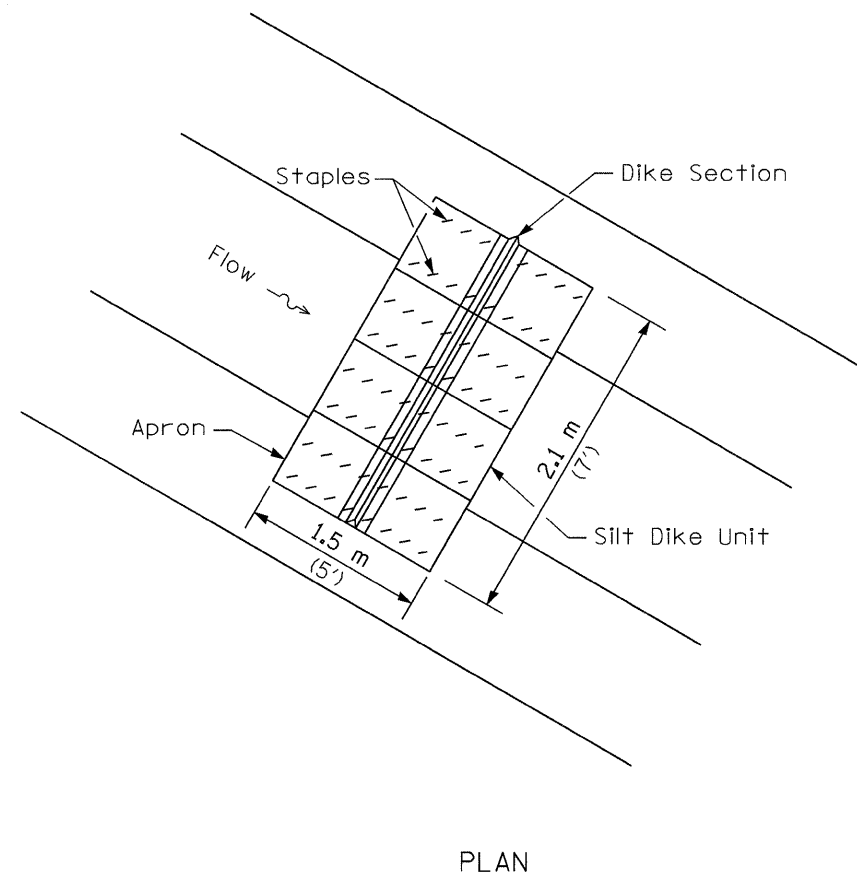 Staples
Dike Section
Flow
Apron
2.1 m
(7')
1.5 m
(5')
Silt Dike Unit
PLAN